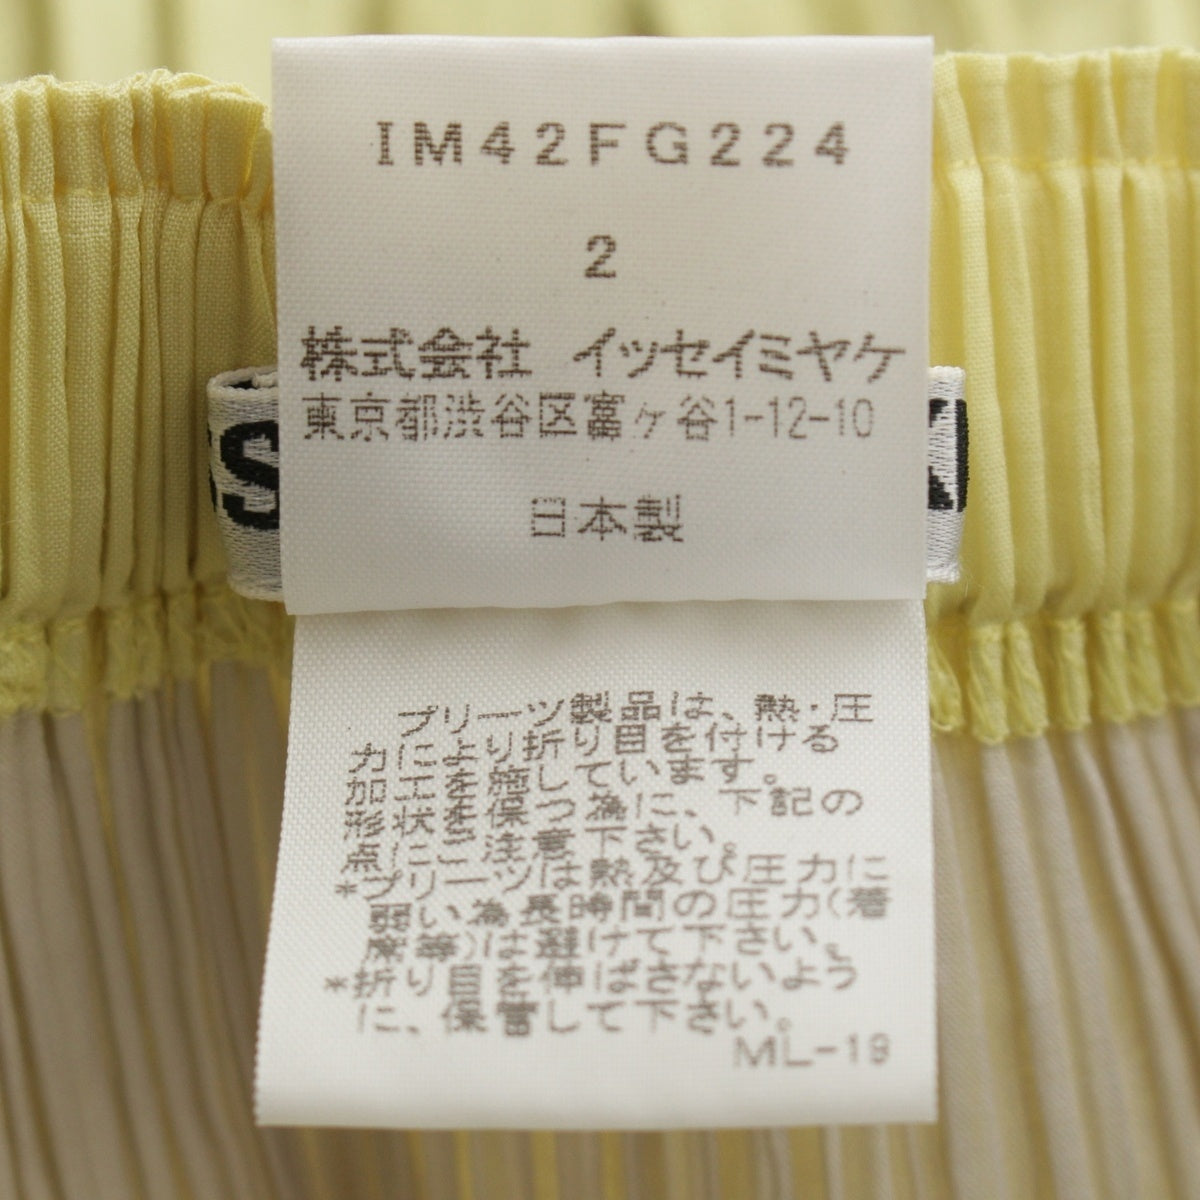 IM42FG224
2
株式会社 イッセイミヤケ
東京都渋谷区富ヶ谷1-12-10
日本製
プリーツ製品は、熱・圧
力により折り目を付ける
加工を施しています。
形状を保つ為に、下記の
点にご注意下さい。
*プリーツは熱及び圧力に
弱い為長時間の圧力(着
席等)は避けて下さい。
*折り目を伸ばさないよう
に、保管して下さい。
ML-19